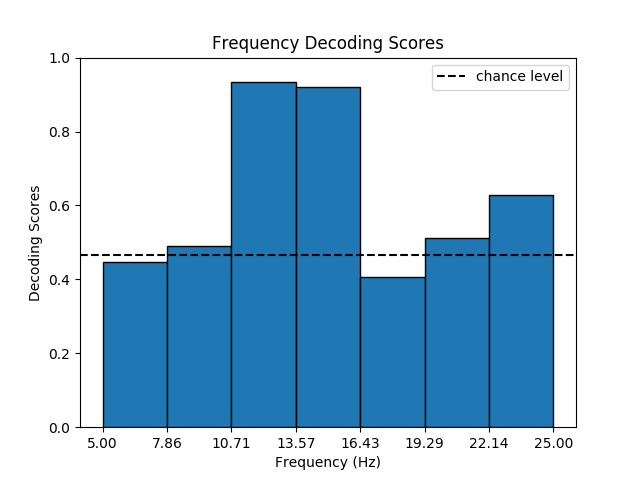 Frequency Decoding Scores
chance level
Decoding Scores
1.0
0.8
0.6
0.4
0.2
0.0
5.00 7.86 10.71 13.57 16.43 19.29 22.14 25.00
Frequency (Hz)